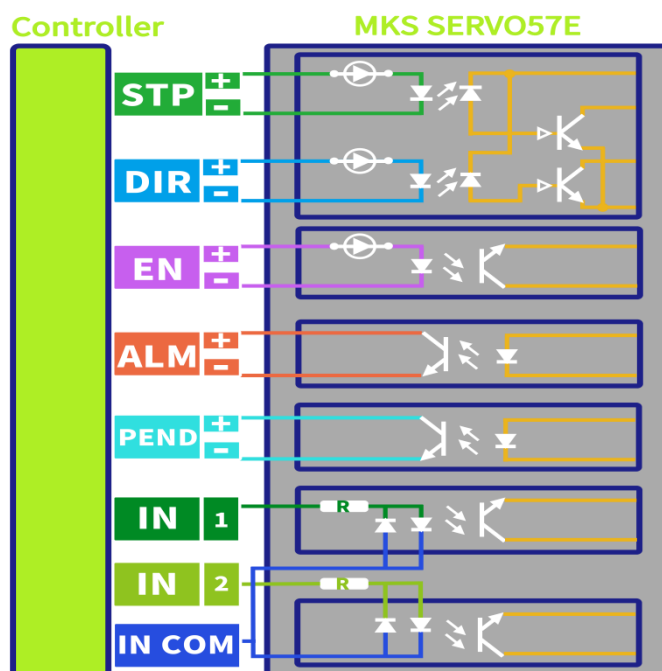 Controller
MKS SERVO57E
STP + -
DIR + -
EN + -
ALM + -
PEND + -
IN 1 R
IN 2 R
IN COM